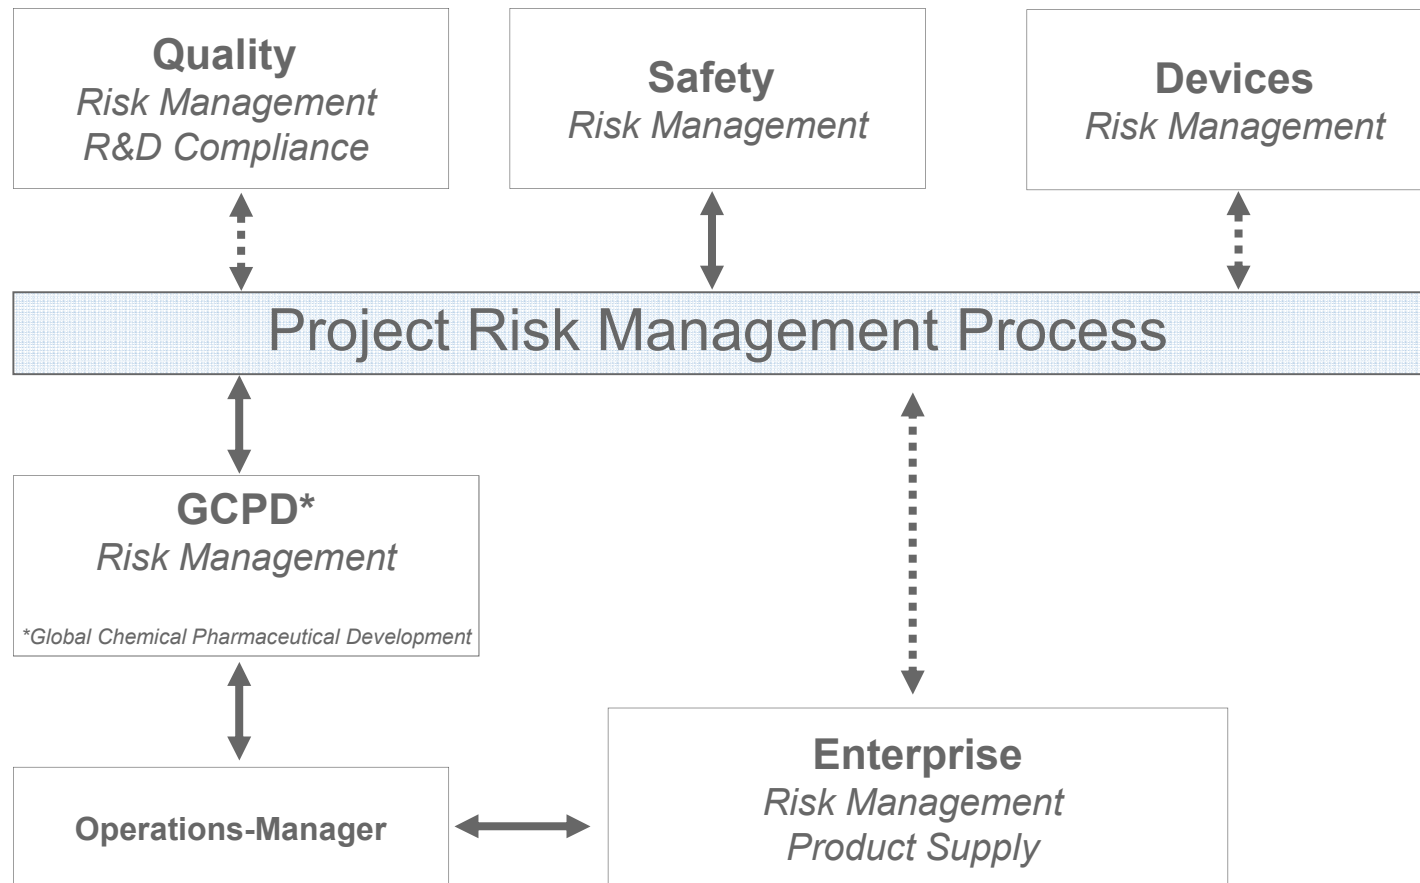 Quality
Risk Management
R&D Compliance
Safety
Risk Management
Devices
Risk Management
Project Risk Management Process
GCPD*
Risk Management
*Global Chemical Pharmaceutical Development
Operations-Manager
Enterprise
Risk Management
Product Supply